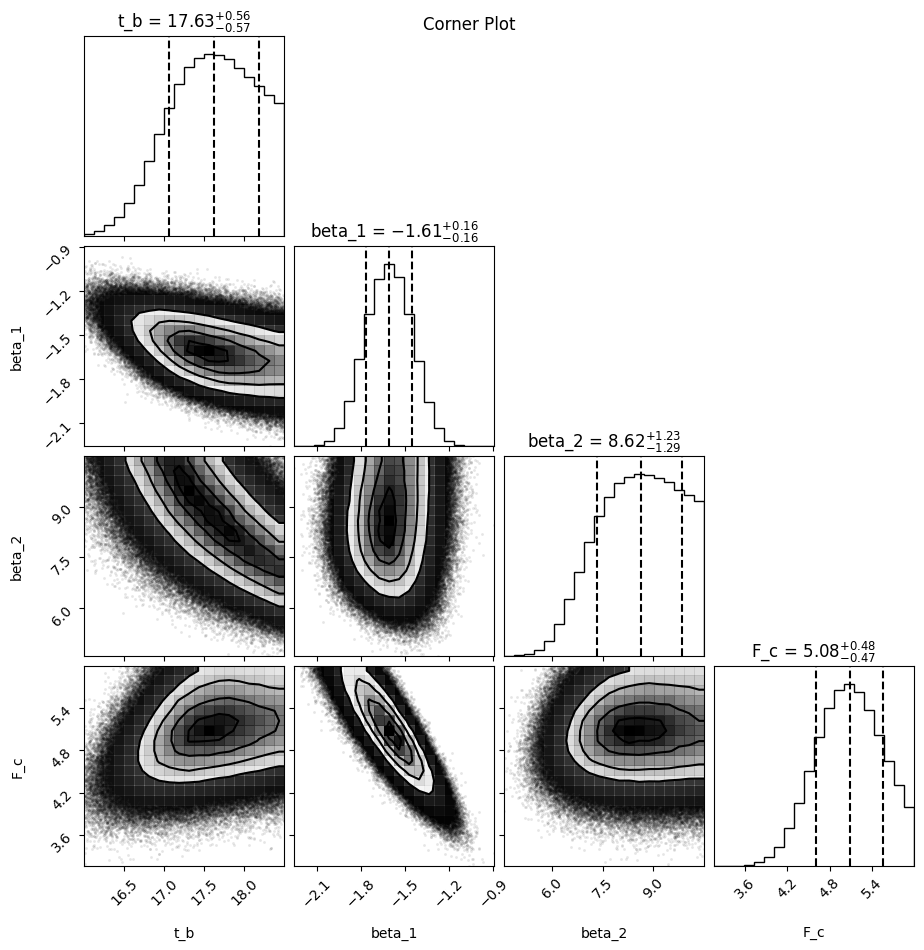 Corner Plot
t_b = 17.63+0.56−0.57
beta_1 = −1.61+0.16−0.16
−0.9
−1.2
−1.5
−1.8
−2.1
beta_1
beta_2 = 8.62+1.23−1.29
9.0
7.5
6.0
beta_2
F_c = 5.08+0.48−0.47
5.4
4.8
4.2
3.6
F_c
16.5 17.0 17.5 18.0 −2.1 −1.8 −1.5 −1.2 −0.9 6.0 7.5 9.0 3.6 4.2 4.8 5.4
t_b beta_1 beta_2 F_c